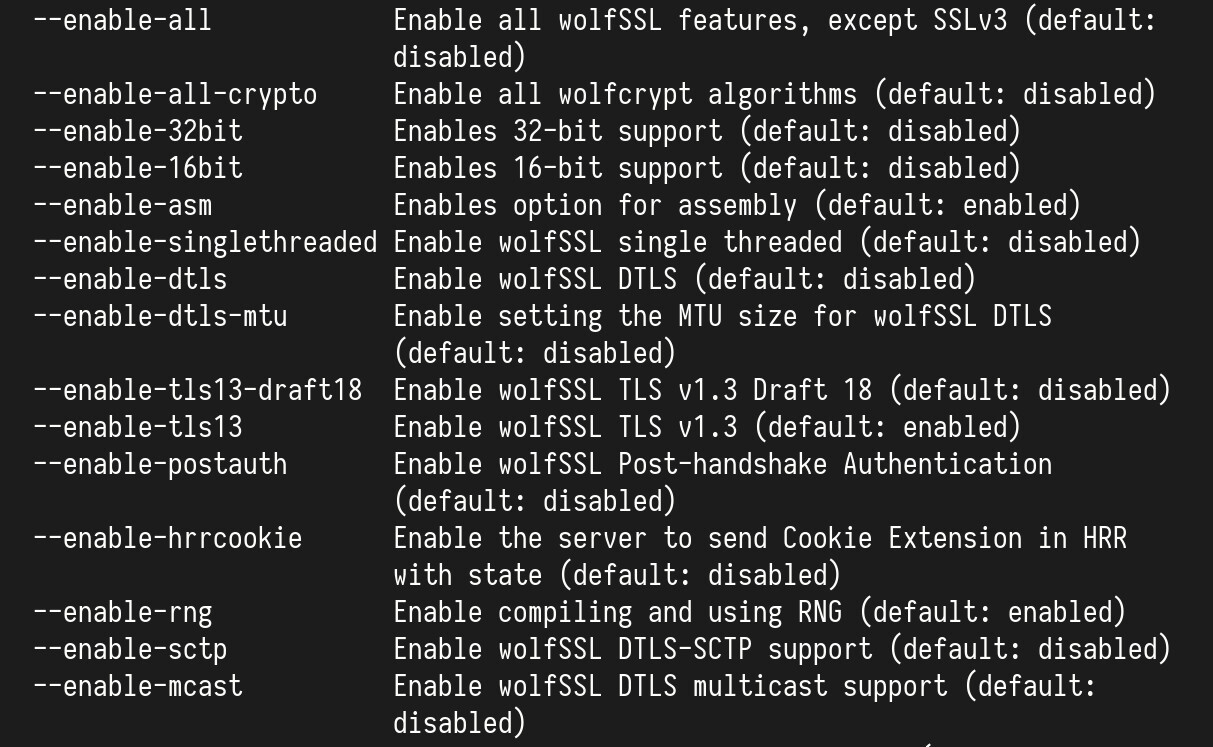 --enable-all Enable all wolfSSL features, except SSLv3 (default:
disabled)
--enable-all-crypto Enable all wolfcrypt algorithms (default: disabled)
--enable-32bit Enables 32-bit support (default: disabled)
--enable-16bit Enables 16-bit support (default: disabled)
--enable-asm Enables option for assembly (default: enabled)
--enable-singlethreaded Enable wolfSSL single threaded (default: disabled)
--enable-dtls Enable wolfSSL DTLS (default: disabled)
--enable-dtls-mtu Enable setting the MTU size for wolfSSL DTLS
(default: disabled)
--enable-tls13-draft18 Enable wolfSSL TLS v1.3 Draft 18 (default: disabled)
--enable-tls13 Enable wolfSSL TLS v1.3 (default: enabled)
--enable-postauth Enable wolfSSL Post-handshake Authentication
(default: disabled)
--enable-hrrcookie Enable the server to send Cookie Extension in HRR
with state (default: disabled)
--enable-rng Enable compiling and using RNG (default: enabled)
--enable-sctp Enable wolfSSL DTLS-SCTP support (default: disabled)
--enable-mcast Enable wolfSSL DTLS multicast support (default:
disabled)